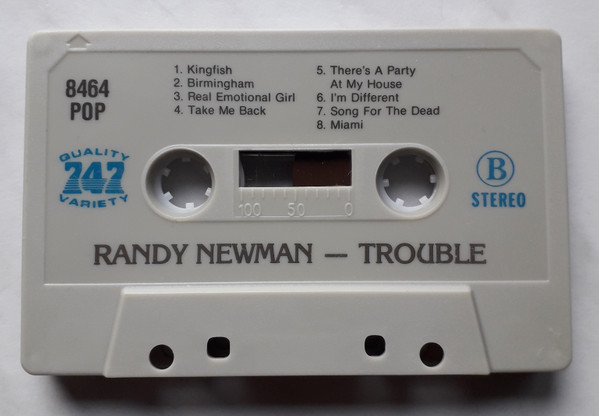 8464
POP
1. Kingfish
2. Birmingham
3. Real Emotional Girl
4. Take Me Back
5. There's A Party
At My House
6. I'm Different
7. Song For The Dead
8. Miami
QUALITY
747
VARIETY
100 50 0
B
STEREO
RANDY NEWMAN — TROUBLE